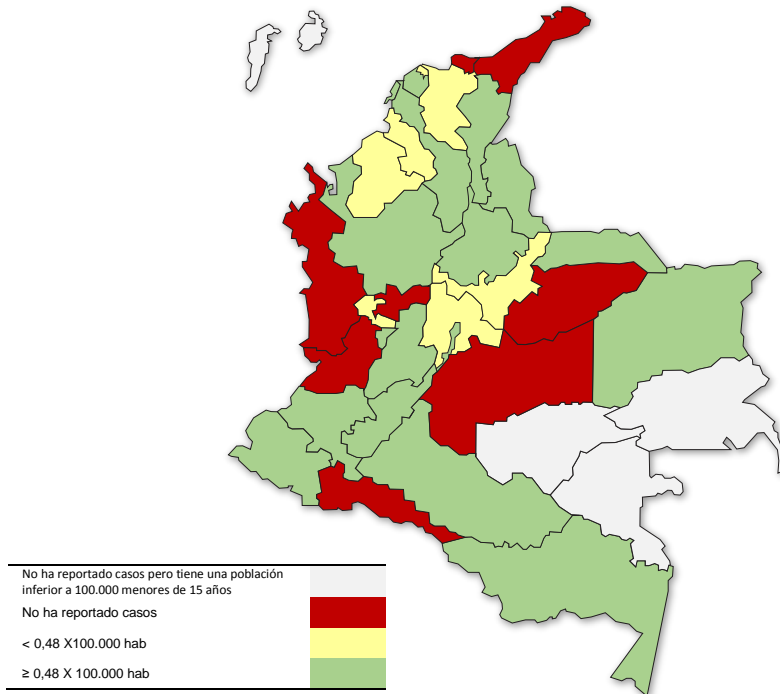 No ha reportado casos pero tiene una población
inferior a 100.000 menores de 15 años
No ha reportado casos
< 0,48 X100.000 hab
≥ 0,48 X 100.000 hab